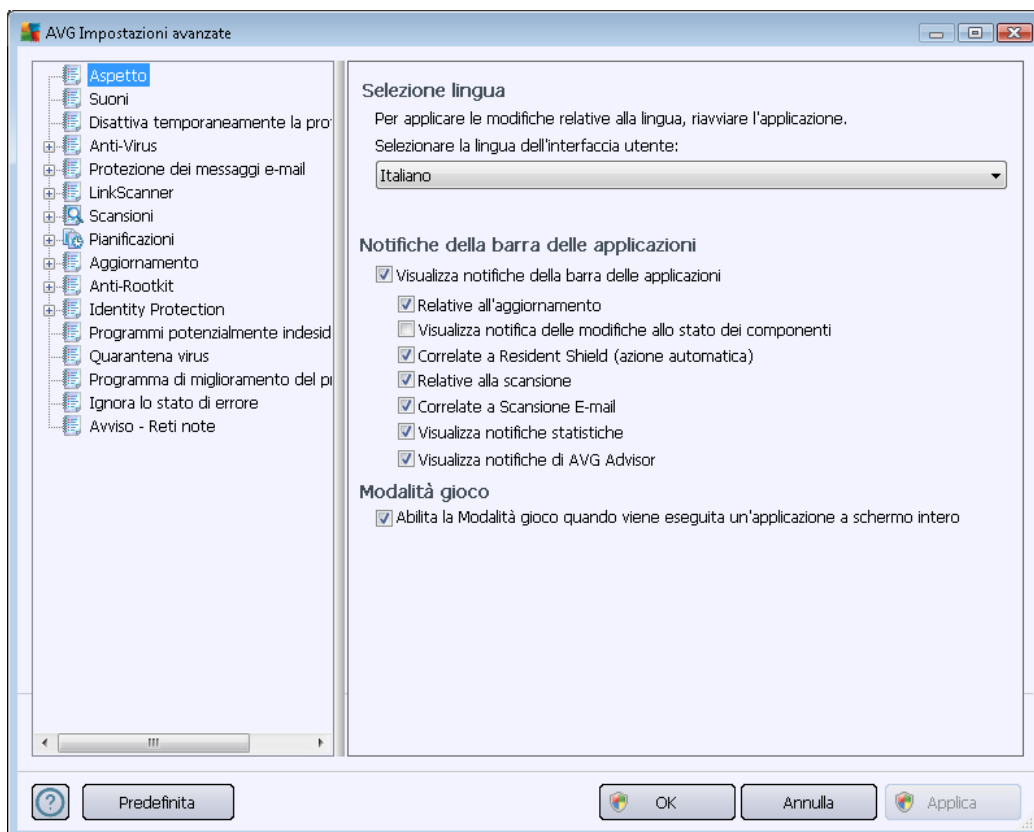 AVG Impostazioni avanzate
Aspetto
Suoni
Disattiva temporaneamente la pro
Anti-Virus
Protezione dei messaggi e-mail
LinkScanner
Scansioni
Pianificazioni
Aggiornamento
Anti-Rootkit
Identity Protection
Programmi potenzialmente indesid
Quarantena virus
Programma di miglioramento del p
Ignora lo stato di errore
Avviso - Reti note
Selezione lingua
Per applicare le modifiche relative alla lingua, riavviare l'applicazione.
Selezionare la lingua dell'interfaccia utente:
Italiano
Notifiche della barra delle applicazioni
Visualizza notifiche della barra delle applicazioni
Relative all'aggiornamento
Visualizza notifica delle modifiche allo stato dei componenti
Correlate a Resident Shield (azione automatica)
Relative alla scansione
Correlate a Scansione E-mail
Visualizza notifiche statistiche
Visualizza notifiche di AVG Advisor
Modalità gioco
Abilita la Modalità gioco quando viene eseguita un'applicazione a schermo intero
Predefinita
OK
Annulla
Applica